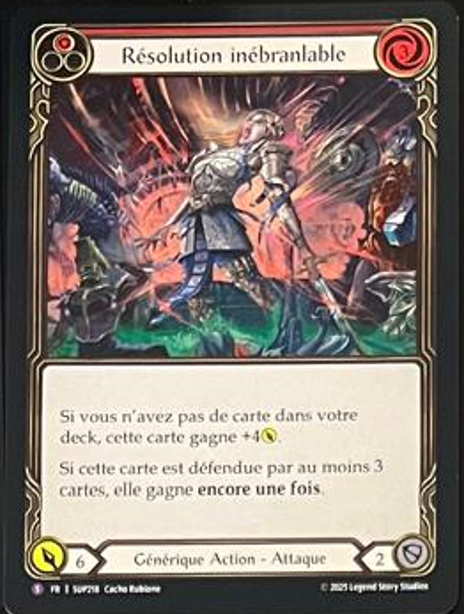 Résolution inébranlable
3
Si vous n'avez pas de carte dans votre
deck, cette carte gagne +4.
Si cette carte est défendue par au moins 3
cartes, elle gagne encore une fois.
6
Générique Action - Attaque
2
S FR | SUP218 Cacho Rubione
© 2025 Legend Story Studios